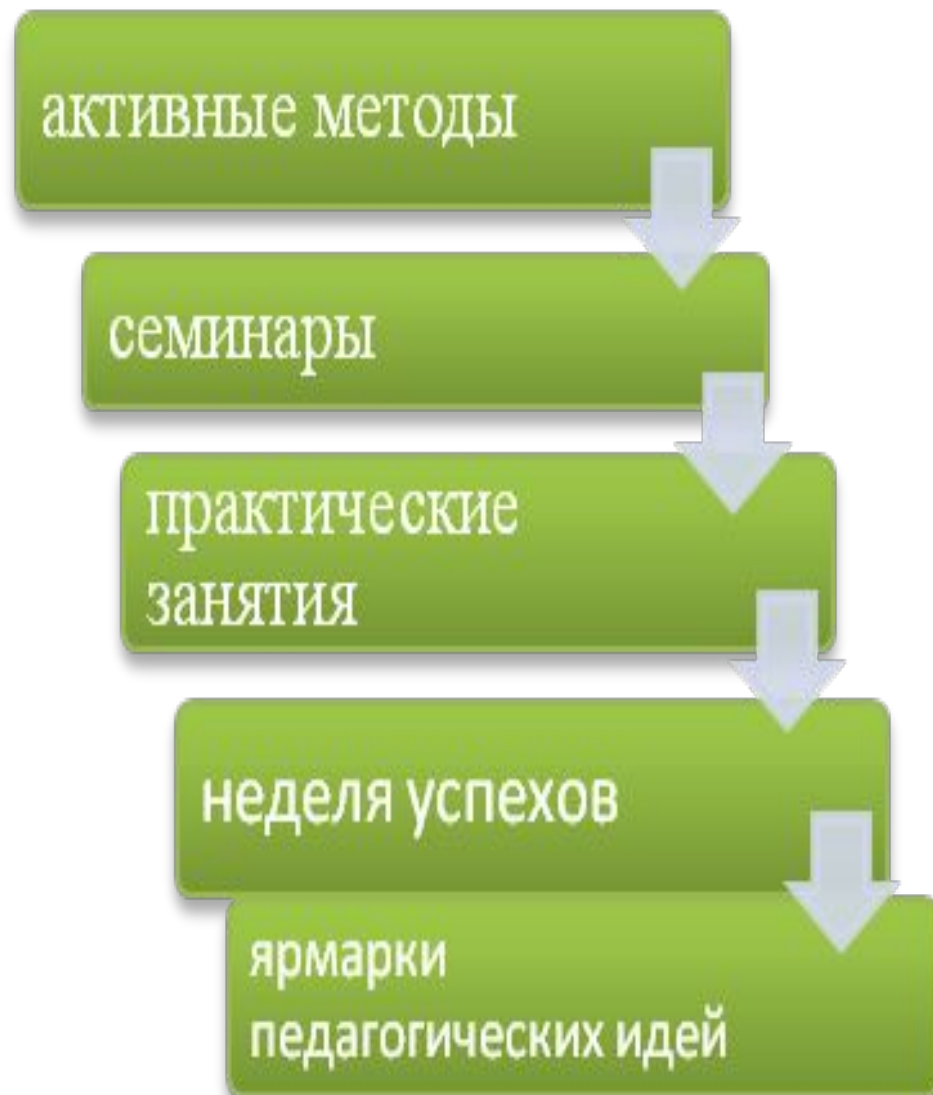 активные методы
семинары
практические
занятия
неделя успехов
ярмарки
педагогических идей